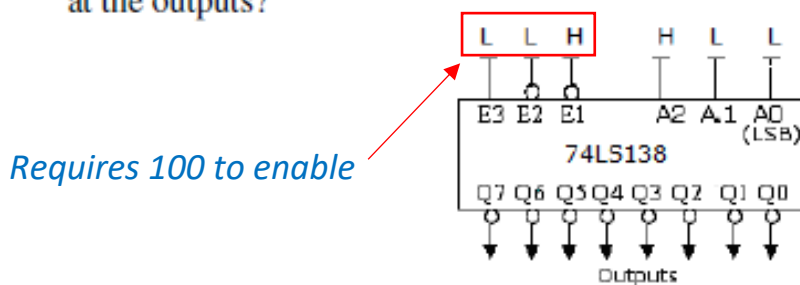 at the outputs?
L L H H L L
E3 E2 E1 A2 A.1 A0
(LSB)
Requires 100 to enable
74LS138
Q7 Q6 Q5 Q4 Q3 Q2 Q1 Q0
Outputs